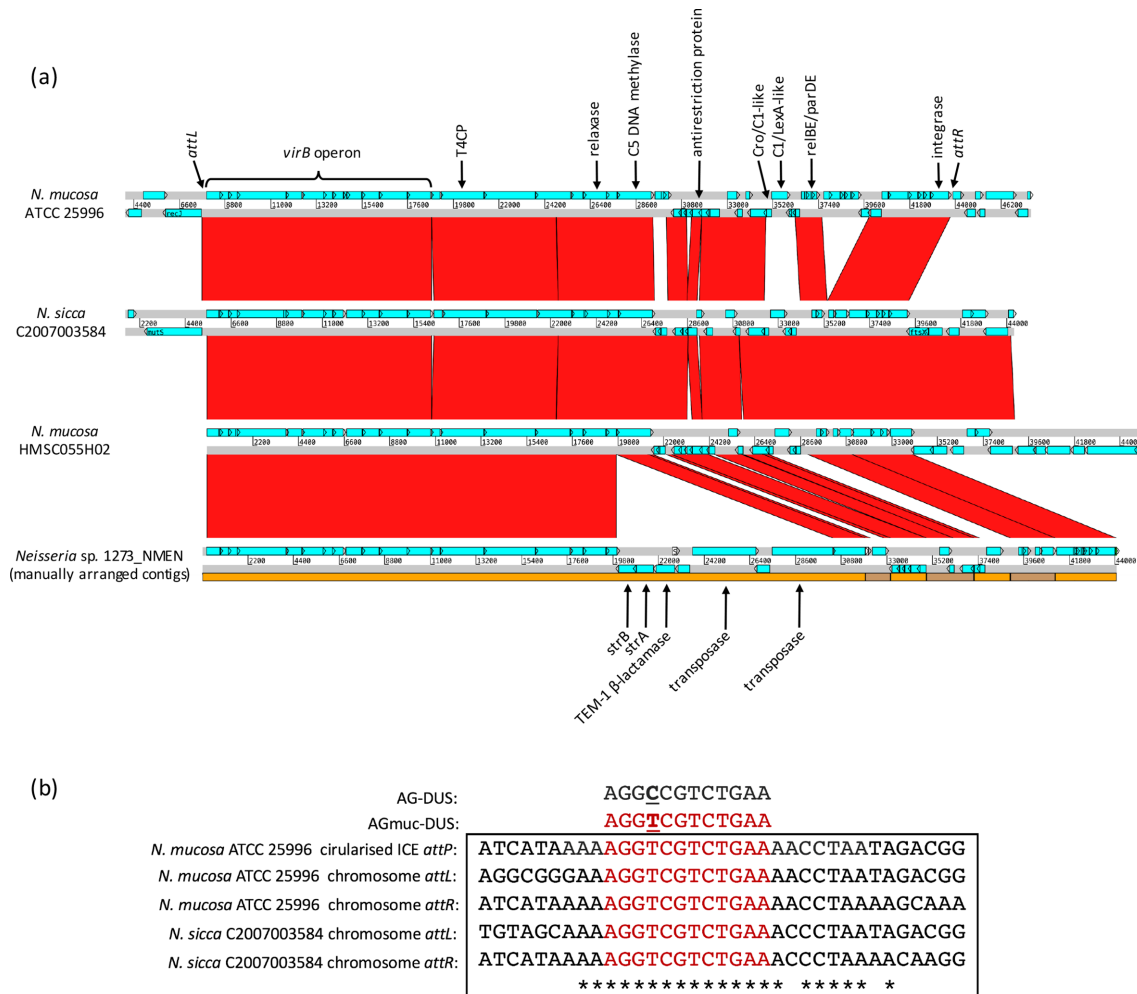 (a)
attL
virB operon
T4CP
relaxase
C5 DNA methylase
antirestriction protein
Cro/C1-like
C1/LexA-like
relBE/parDE
integrase
attR
N. mucosa
ATCC 25996
4400 6600 8800 11000 13200 15400 17600 19800 22000 24200 26400 28600 30800 33000 35200 37400 39600 41800 44000 46200
rec
N. sicca
C2007003584
2200 4400 6600 8800 11000 13200 15400 17600 19800 22000 24200 26400 28600 30800 33000 35200 37400 39600 41800 44000
mutS
N. mucosa
HMSC055H02
2200 4400 6600 8800 11000 13200 15400 17600 19800 22000 24200 26400 28600 30800 33000 35200 37400 39600 41800 44000
Neisseria sp. 1273_NMEN
(manually arranged contigs)
2200 4400 6600 8800 11000 13200 15400 17600 19800 22000 24200 26400 28600 30800 33000 35200 37400 39600 41800 44000
strB
strA
TEM-1 β-lactamase
transposase
transposase
(b)
AG-DUS: AGGCCGTCTGAA
AGmuc-DUS: AGGTCGTCTGAA
N. mucosa ATCC 25996 cirularised ICE attP: ATCATAAAAAGGTCGTCTGAAAACCTAATAGACGG
N. mucosa ATCC 25996 chromosome attL: AGGCGGGAAAGGTCGTCTGAAAACCTAATAGACGG
N. mucosa ATCC 25996 chromosome attR: ATCATAAAAAGGTCGTCTGAAAACCTAAAAGCAAA
N. sicca C2007003584 chromosome attL: TGTAGCAAAAGGTCGTCTGAAACCCTAATAGACGG
N. sicca C2007003584 chromosome attR: ATCATAAAAAGGTCGTCTGAAACCCTAAAACAAGG
*************** ***** *